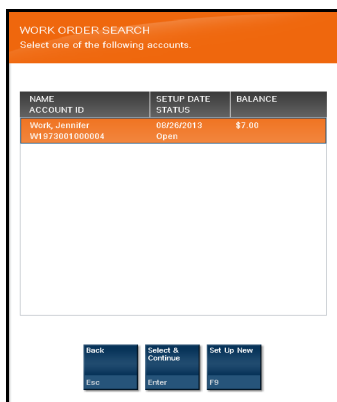 WORK ORDER SEARCH
Select one of the following accounts.
NAME SETUP DATE BALANCE
ACCOUNT ID STATUS
Work, Jennifer 08/26/2013 $7.00
W1973001000004 Open
Back Select & Set Up New
Continue
Esc Enter F9